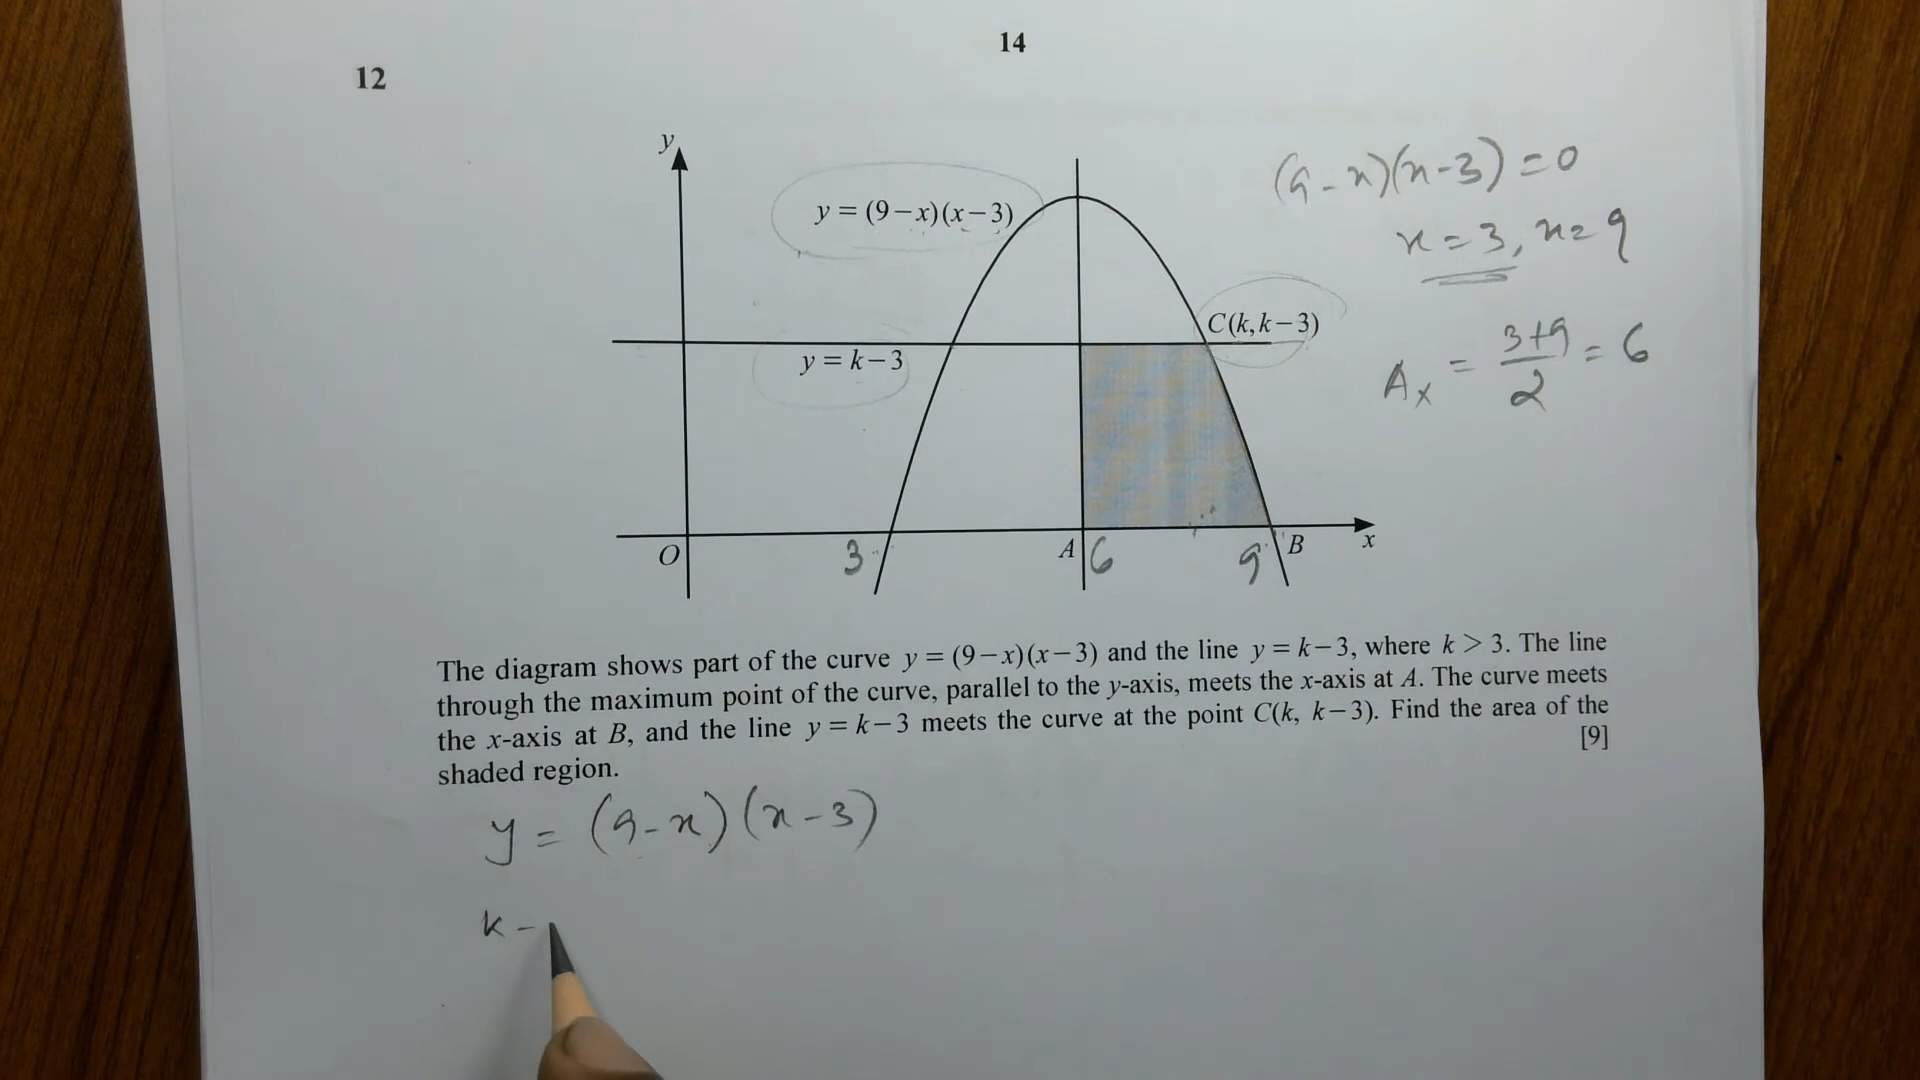 14
12
y
y = (9−x)(x−3)
(9-x)(x-3) = 0
x = 3, x = 9
C(k, k−3)
y = k−3
Ax = 3+9/2 = 6
O
3
A
6
9
B
x
The diagram shows part of the curve y = (9−x)(x−3) and the line y = k−3, where k > 3. The line
through the maximum point of the curve, parallel to the y-axis, meets the x-axis at A. The curve meets
the x-axis at B, and the line y = k−3 meets the curve at the point C(k, k−3). Find the area of the
shaded region. [9]
y = (9-x)(x-3)
k -